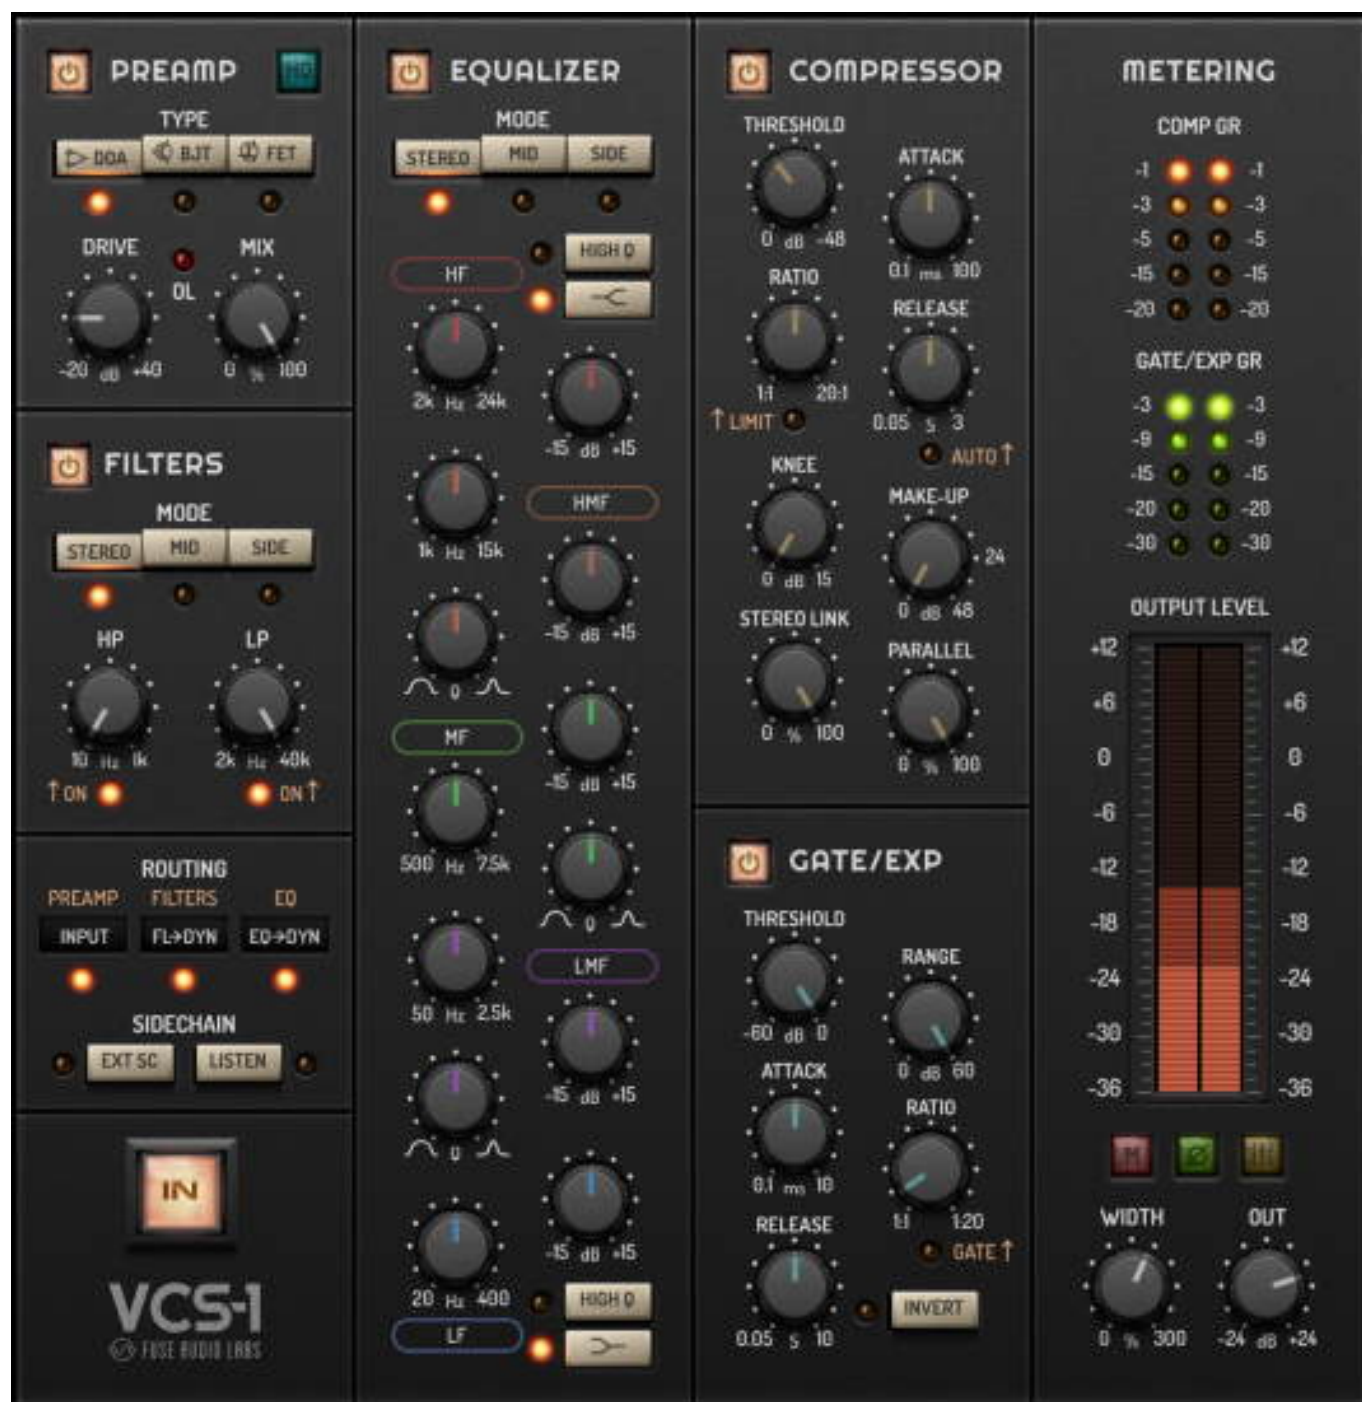 PREAMP HQ
TYPE
DOA BJT FET
DRIVE MIX
OL
-20 dB +40 0 % 100
FILTERS
MODE
STEREO MID SIDE
HP LP
10 Hz 1k 2k Hz 40k
↑ON ON↑
ROUTING
PREAMP FILTERS EQ
INPUT FL→DYN EQ→DYN
SIDECHAIN
EXT SC LISTEN
IN
VCS-1
FUSE AUDIO LABS
EQUALIZER
MODE
STEREO MID SIDE
HIGH Q
HF
2k Hz 24k
-15 dB +15
HMF
1k Hz 15k
-15 dB +15
Q
MF
-15 dB +15
500 Hz 7.5k
Q
LMF
50 Hz 2.5k
-15 dB +15
Q
-15 dB +15
20 Hz 400
HIGH Q
LF
COMPRESSOR
THRESHOLD
ATTACK
0 dB -48
0.1 ms 100
RATIO
RELEASE
1:1 20:1
↑LIMIT
0.05 s 3
AUTO↑
KNEE
MAKE-UP
24
0 dB 15
0 dB 48
STEREO LINK
PARALLEL
0 % 100
0 % 100
GATE/EXP
THRESHOLD
RANGE
-60 dB 0
0 dB 60
ATTACK
RATIO
0.1 ms 10
1:1 1:20
RELEASE
GATE↑
INVERT
0.05 s 10
METERING
COMP GR
-1 -1
-3 -3
-5 -5
-15 -15
-20 -20
GATE/EXP GR
-3 -3
-9 -9
-15 -15
-20 -20
-30 -30
OUTPUT LEVEL
+12 +12
+6 +6
0 0
-6 -6
-12 -12
-18 -18
-24 -24
-30 -30
-36 -36
M Ø
WIDTH OUT
0 % 300 -24 dB +24